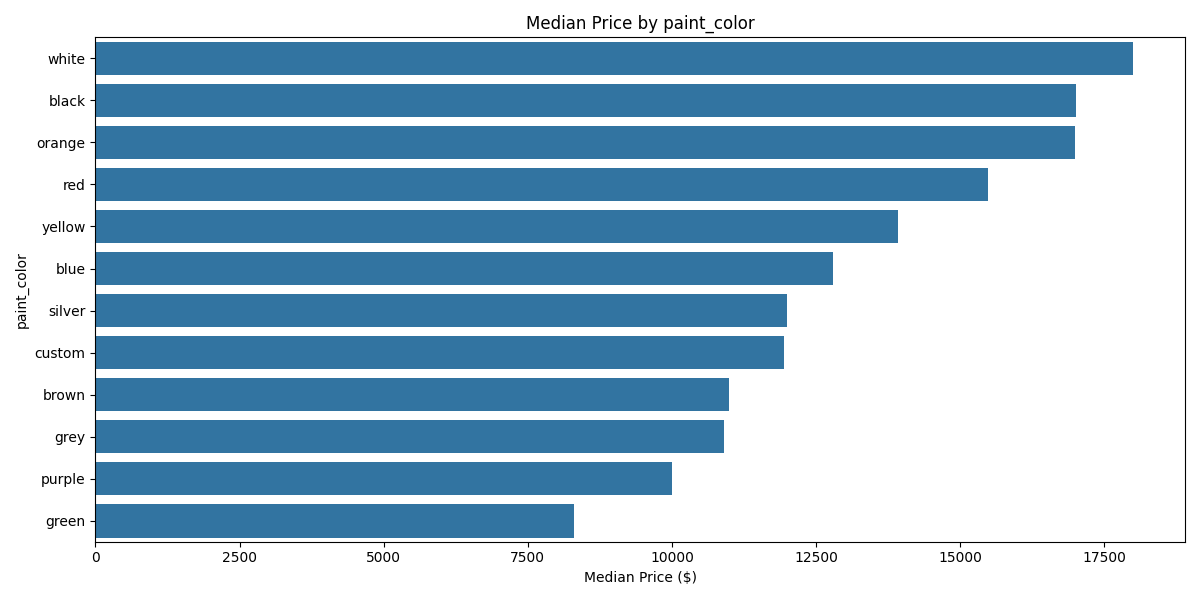 Median Price by paint_color
white
black
orange
red
yellow
blue
silver
custom
brown
grey
purple
green
paint_color
0 2500 5000 7500 10000 12500 15000 17500
Median Price ($)